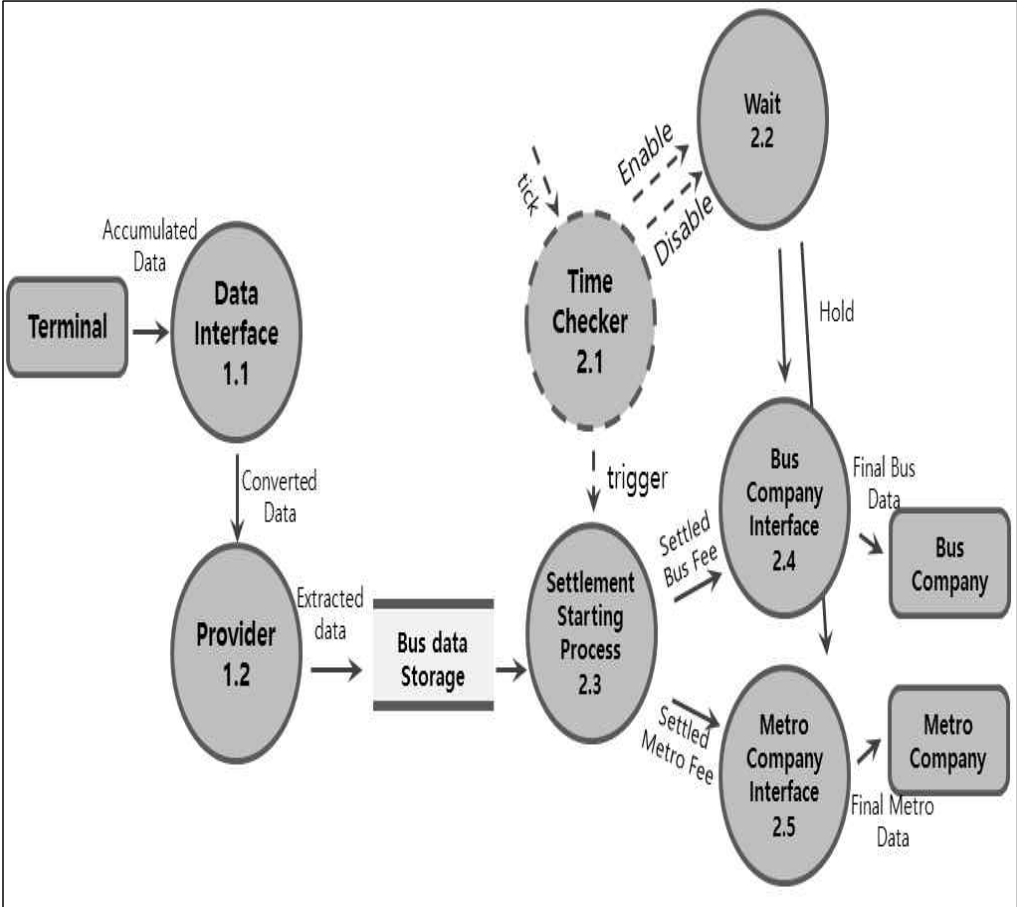 Wait
2.2
tick
Enable
Disable
Accumulated
Data
Terminal
Data
Interface
1.1
Time
Checker
2.1
Hold
Converted
Data
trigger
Bus
Company
Interface
2.4
Final Bus
Data
Bus
Company
Provider
1.2
Extracted
data
Bus data
Storage
Settlement
Starting
Process
2.3
Settled
Bus Fee
Settled
Metro Fee
Metro
Company
Interface
2.5
Metro
Company
Final Metro
Data